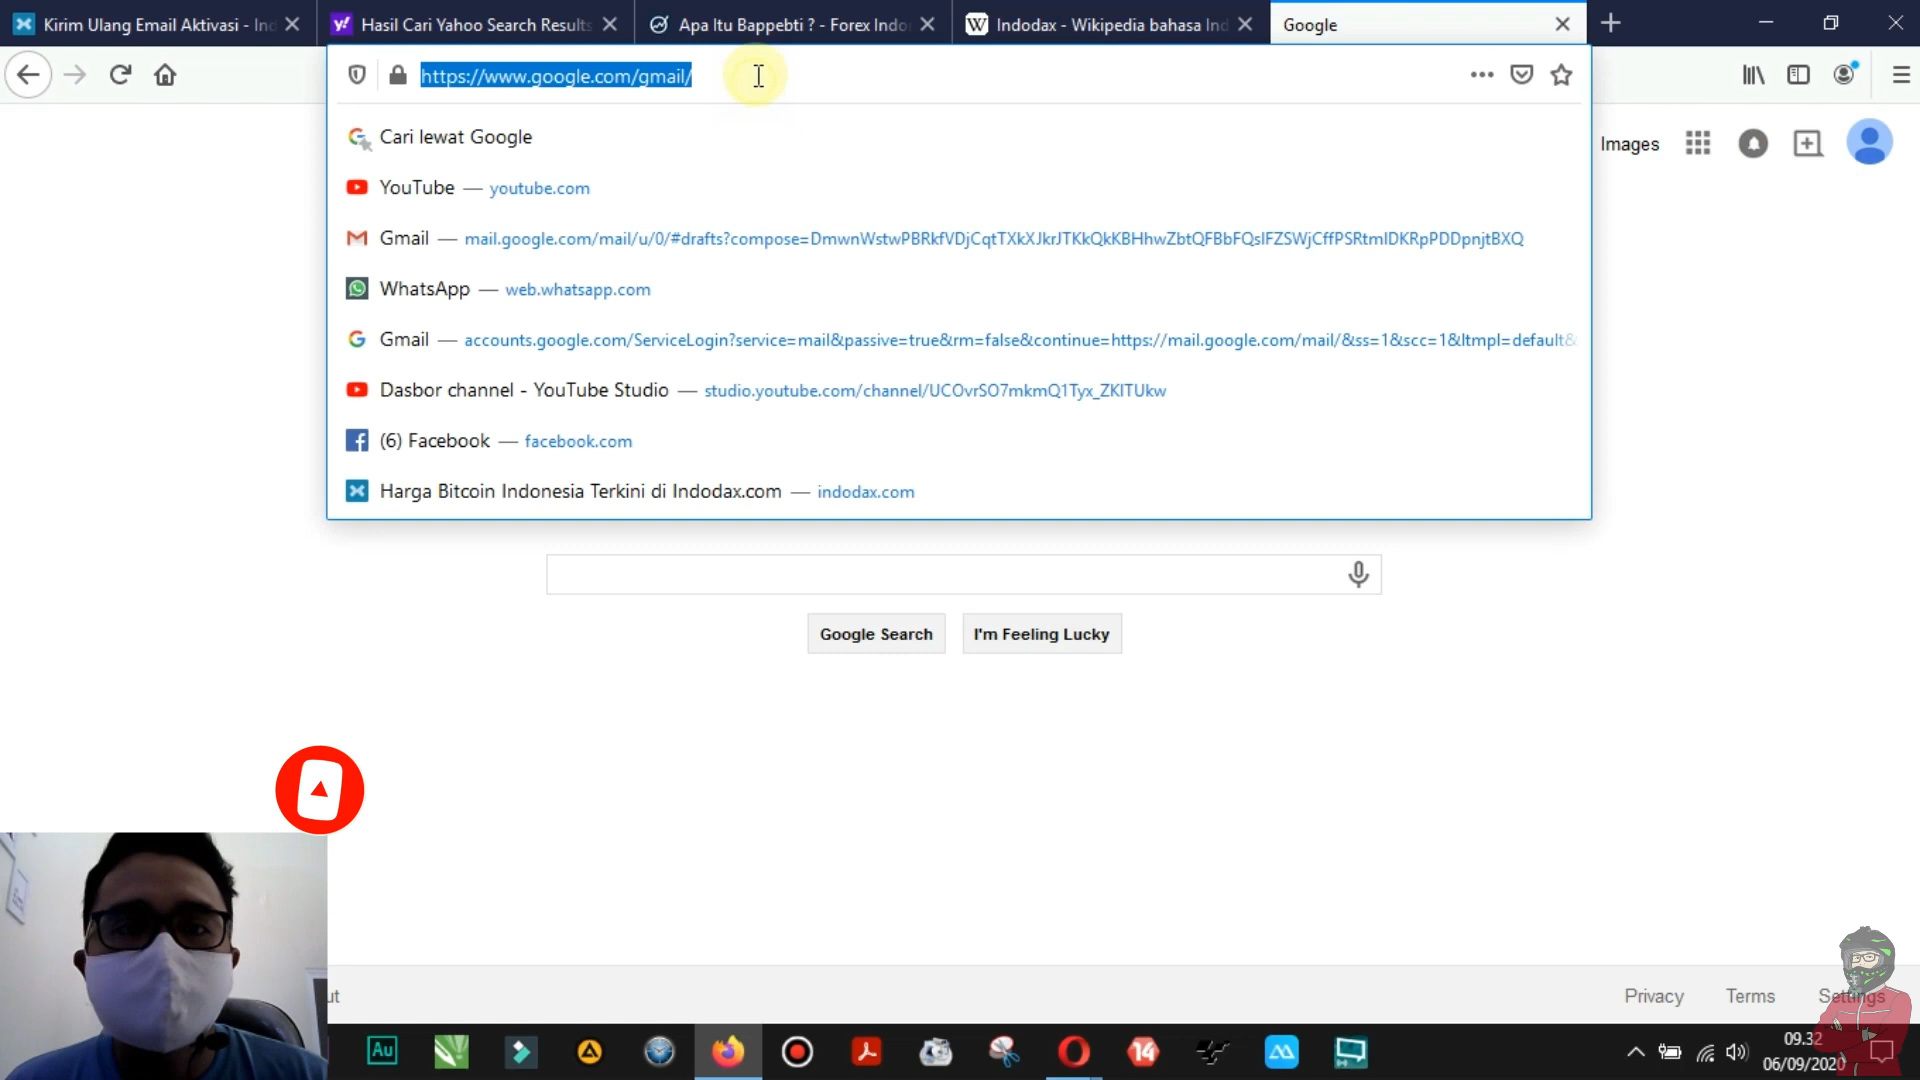 Kirim Ulang Email Aktivasi - Ind
Hasil Cari Yahoo Search Results
Apa Itu Bappebti ? - Forex Indo
Indodax - Wikipedia bahasa Ind
Google
https://www.google.com/gmail/
Cari lewat Google
YouTube — youtube.com
Gmail — mail.google.com/mail/u/0/#drafts?compose=DmwnWstwPBRkfVDjCqtTXkXJkrJTKkQkKBHhwZbtQFBbFQslFZSWjCffPSRtmlDKRpPDDpnjtBXQ
WhatsApp — web.whatsapp.com
Gmail — accounts.google.com/ServiceLogin?service=mail&passive=true&rm=false&continue=https://mail.google.com/mail/&ss=1&scc=1&ltmpl=default&
Dasbor channel - YouTube Studio — studio.youtube.com/channel/UCOvrSO7mkmQ1Tyx_ZKITUkw
(6) Facebook — facebook.com
Harga Bitcoin Indonesia Terkini di Indodax.com — indodax.com
Images
Google Search
I'm Feeling Lucky
ut
Privacy
Terms
Settings
Au
14
09.32
06/09/2020